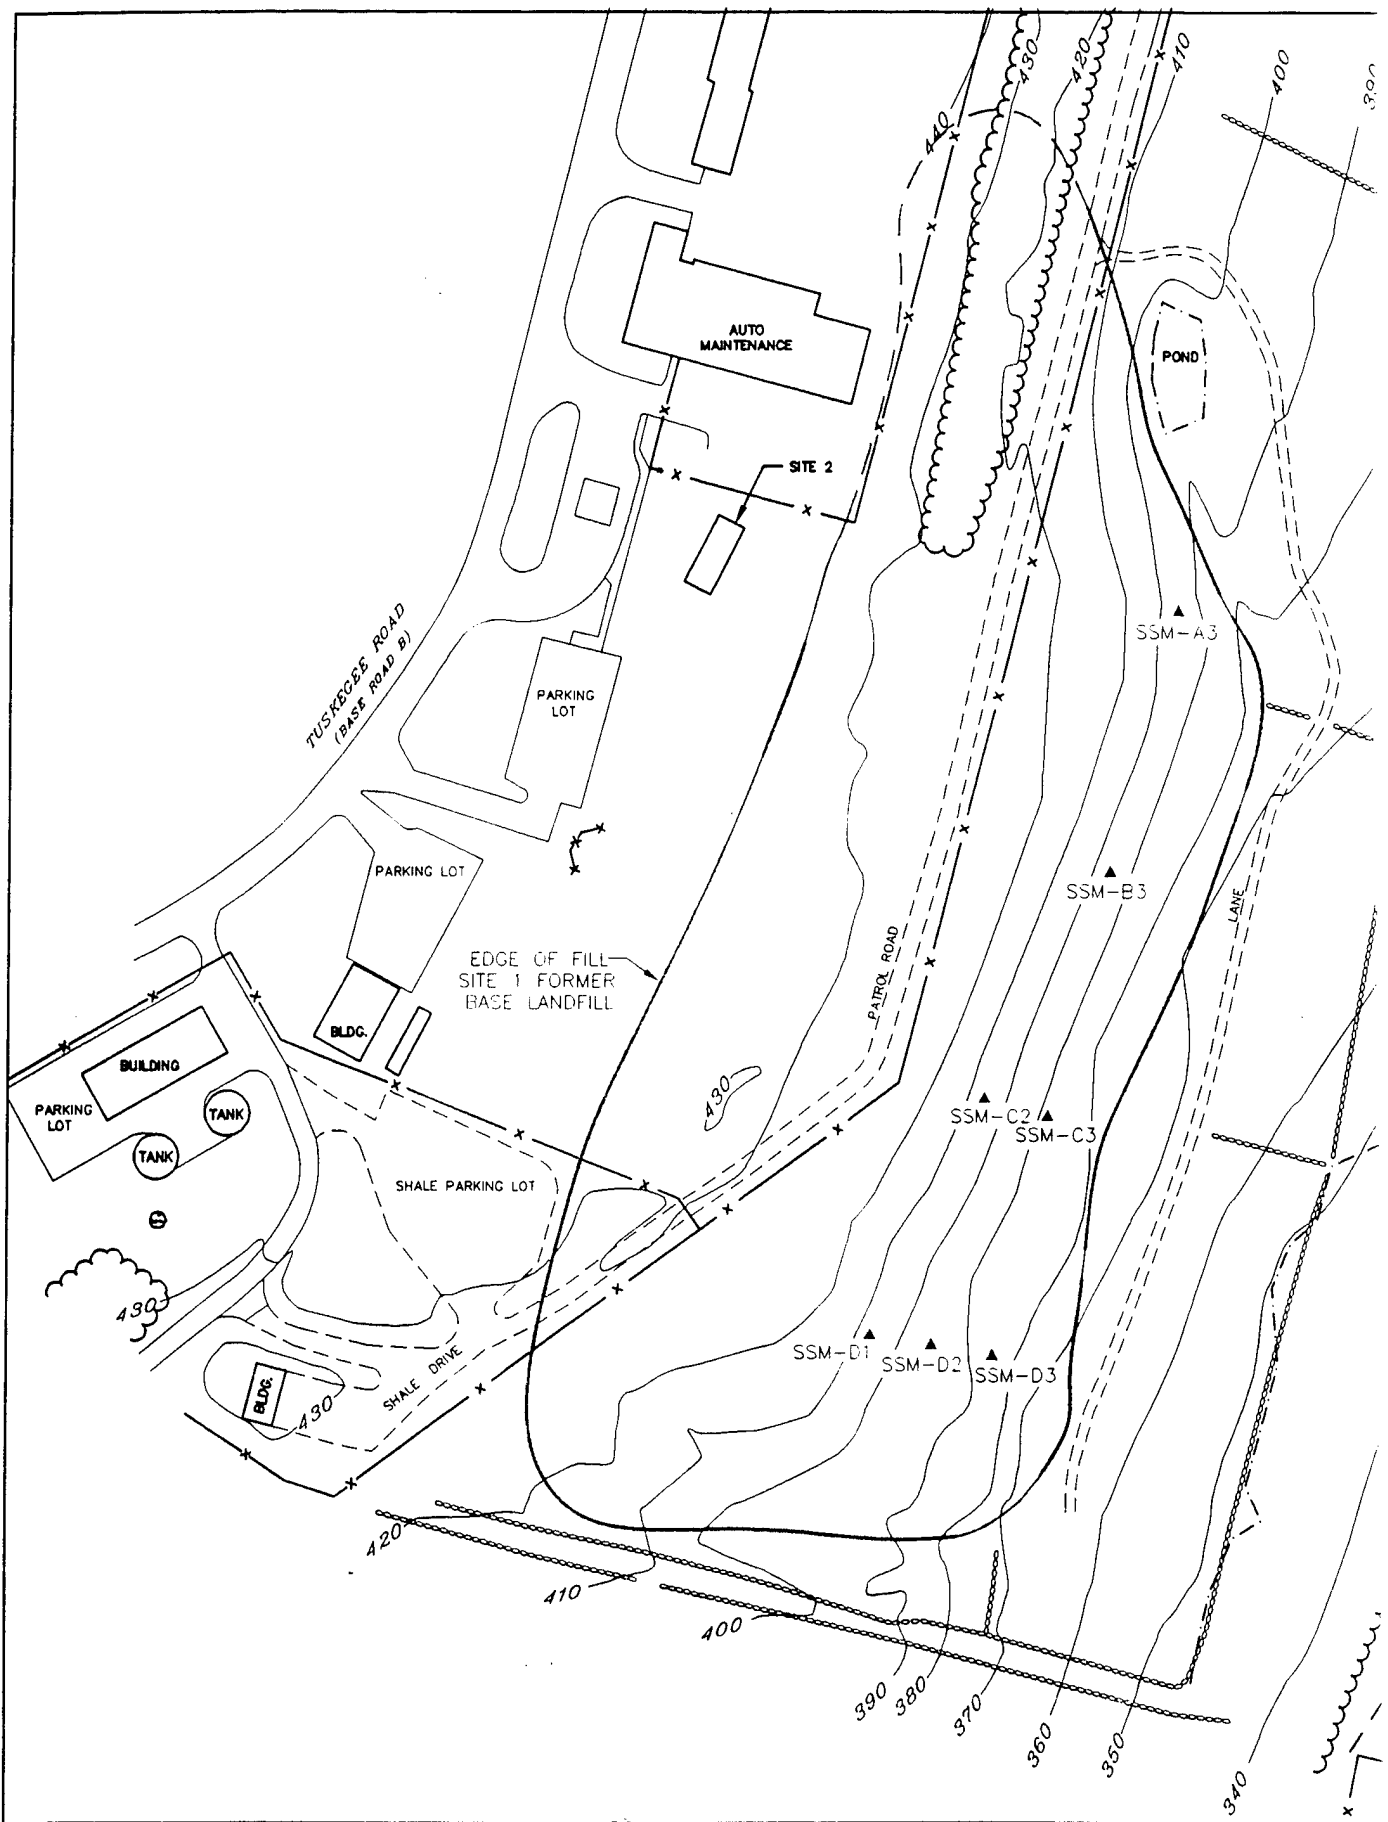 430
420
410
400
390
440
AUTO
MAINTENANCE
POND
SITE 2
SSM-A3
TUSKEGEE ROAD
(BASE ROAD B)
PARKING
LOT
PARKING LOT
SSM-B3
LANE
PATROL ROAD
EDGE OF FILL
SITE 1 FORMER
BASE LANDFILL
BLDG.
BUILDING
PARKING
LOT
TANK
TANK
430
SSM-C2
SSM-C3
SHALE PARKING LOT
430
SSM-D1
SSM-D2
SSM-D3
SHALE DRIVE
BLDG.
430
420
410
400
390
380
370
360
350
340